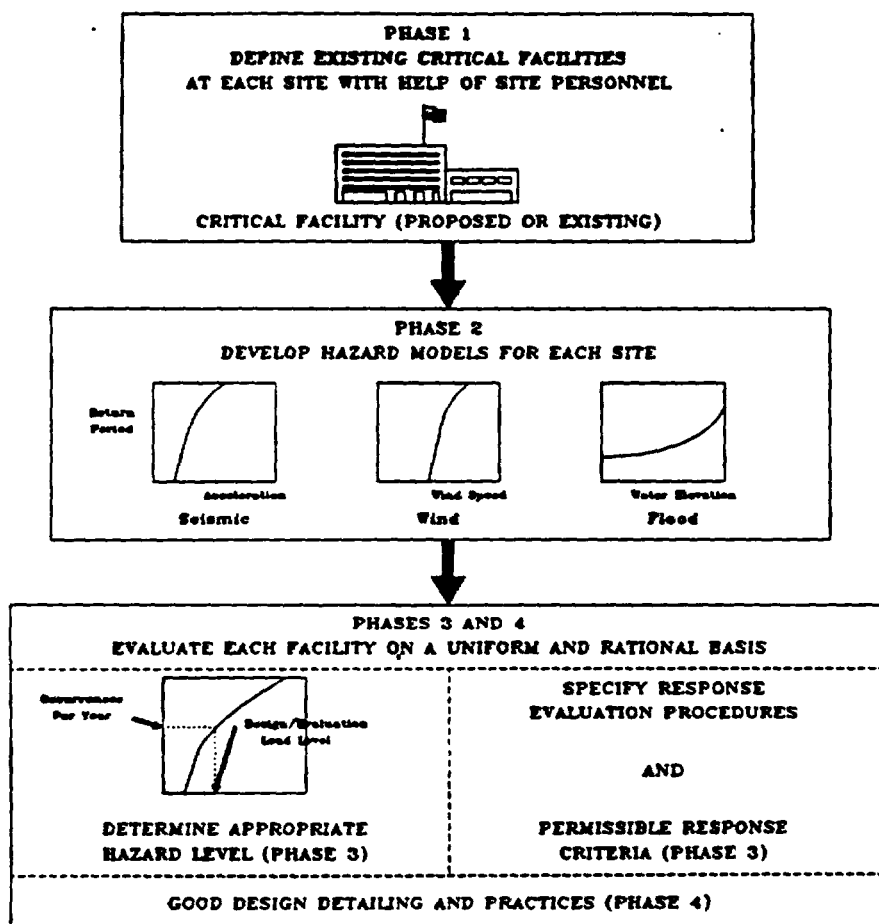 PHASE 1
DEFINE EXISTING CRITICAL FACILITIES
AT EACH SITE WITH HELP OF SITE PERSONNEL
CRITICAL FACILITY (PROPOSED OR EXISTING)
PHASE 2
DEVELOP HAZARD MODELS FOR EACH SITE
Return
Period
Acceleration
Wind Speed
Water Elevation
Seismic
Wind
Flood
PHASES 3 AND 4
EVALUATE EACH FACILITY ON A UNIFORM AND RATIONAL BASIS
Occurrences
Per Year
Design/Evaluation
Load Level
DETERMINE APPROPRIATE
HAZARD LEVEL (PHASE 3)
SPECIFY RESPONSE
EVALUATION PROCEDURES
AND
PERMISSIBLE RESPONSE
CRITERIA (PHASE 3)
GOOD DESIGN DETAILING AND PRACTICES (PHASE 4)